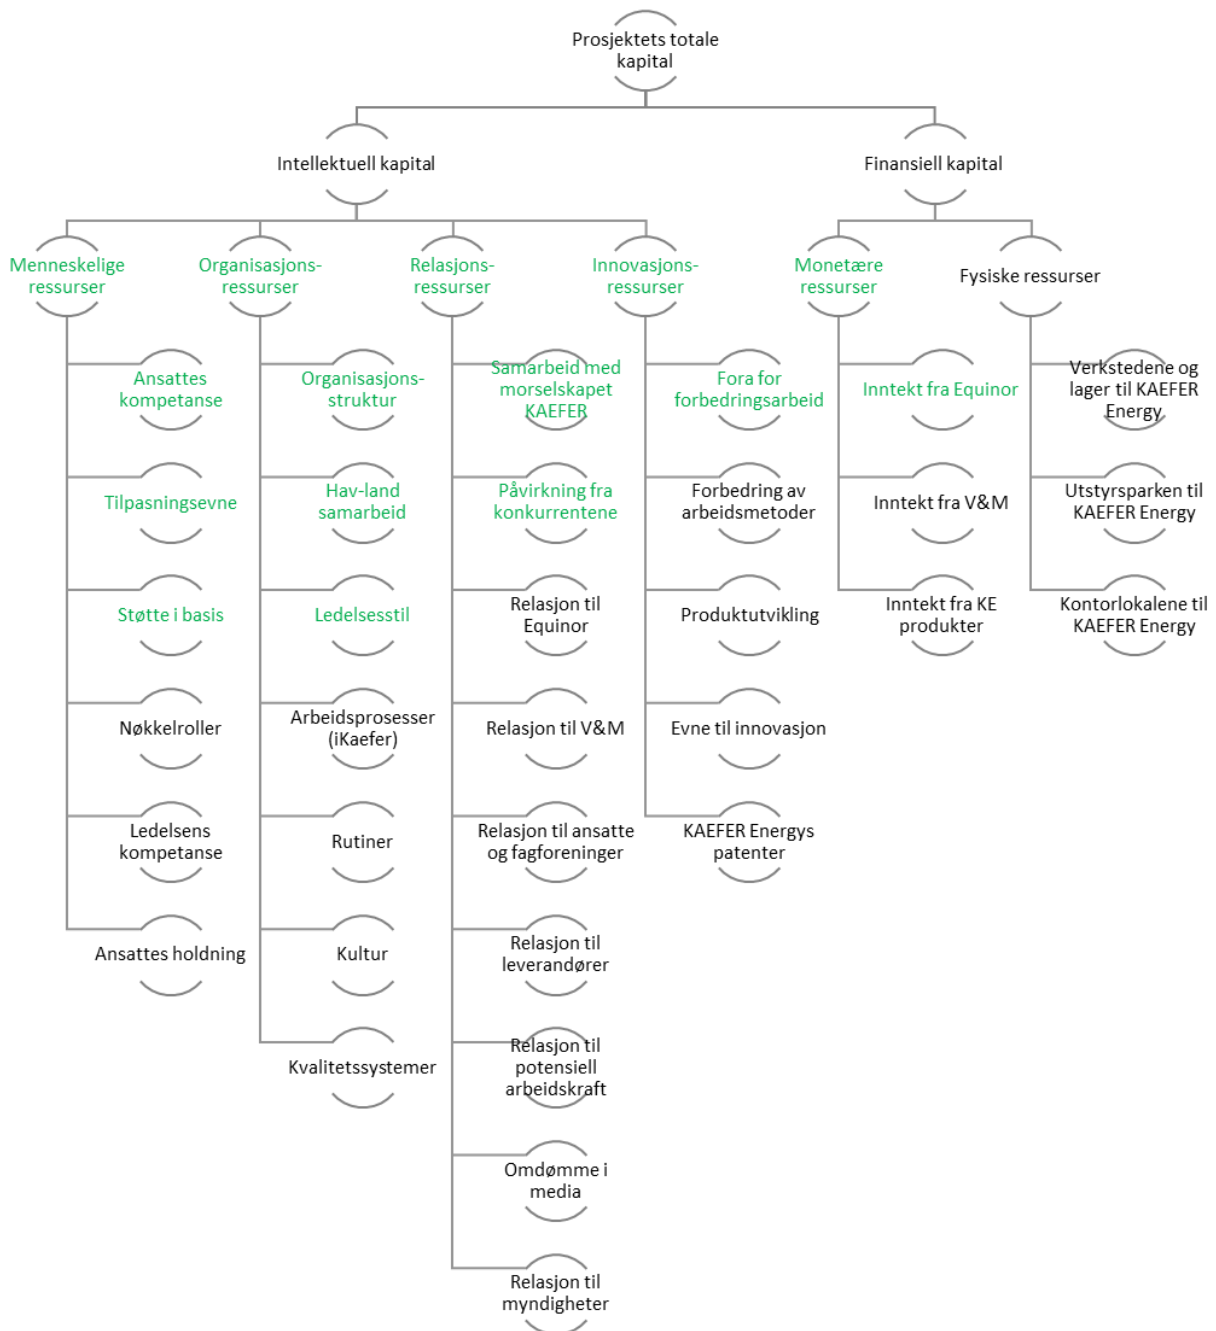 Prosjektets totale
kapital
Intellektuell kapital
Finansiell kapital
Menneskelige
ressurser
Organisasjons-
ressurser
Relasjons-
ressurser
Innovasjons-
ressurser
Monetære
ressurser
Fysiske ressurser
Ansattes
kompetanse
Organisasjons-
struktur
Samarbeid med
morselskapet
KAEFER
Fora for
forbedringsarbeid
Inntekt fra Equinor
Verkstedene og
lager til KAEFER
Energy
Tilpasningsevne
Hav-land
samarbeid
Påvirkning fra
konkurrentene
Forbedring av
arbeidsmetoder
Inntekt fra V&M
Utstyrsparken til
KAEFER Energy
Støtte i basis
Ledelsesstil
Relasjon til
Equinor
Produktutvikling
Inntekt fra KE
produkter
Kontorlokalene til
KAEFER Energy
Nøkkelroller
Arbeidsprosesser
(iKaefer)
Relasjon til V&M
Evne til innovasjon
Ledelsens
kompetanse
Rutiner
Relasjon til ansatte
og fagforeninger
KAEFER Energys
patenter
Ansattes holdning
Kultur
Relasjon til
leverandører
Kvalitetssystemer
Relasjon til
potensiell
arbeidskraft
Omdømme i
media
Relasjon til
myndigheter